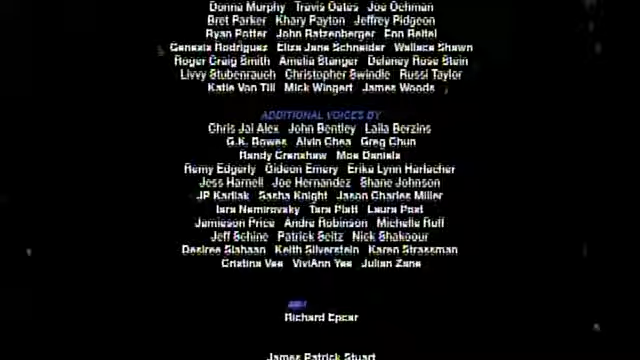 Donna Murphy Travis Oates Joe Ochman
Bret Parker Khary Payton Jeffrey Pidgeon
Ryan Potter John Ratzenberger Enn Reitel
Genesis Rodriguez Eliza Jane Schneider Wallace Shawn
Roger Craig Smith Amelia Stanger Delaney Rose Stein
Livvy Stubenrauch Christopher Swindle Russi Taylor
Katie Von Till Mick Wingert James Woods
ADDITIONAL VOICES BY
Chris Jai Alex John Bentley Laila Berzins
G.K. Bowes Alvin Chea Greg Chun
Randy Crenshaw Moe Daniels
Remy Edgerly Gideon Emery Erika Lynn Harlacher
Jess Harnell Joe Hernandez Shane Johnson
JP Karliak Sasha Knight Jason Charles Miller
Tara Platt Laura Post
Jamieson Price Andre Robinson Michelle Ruff
Jeff Schine Patrick Seitz Nick Shakoour
Desiree Siahaan Keith Silverstein Karen Strassman
Cristina Vee ViviAnn Yee Julian Zane
Richard Epcar
James Patrick Stuart